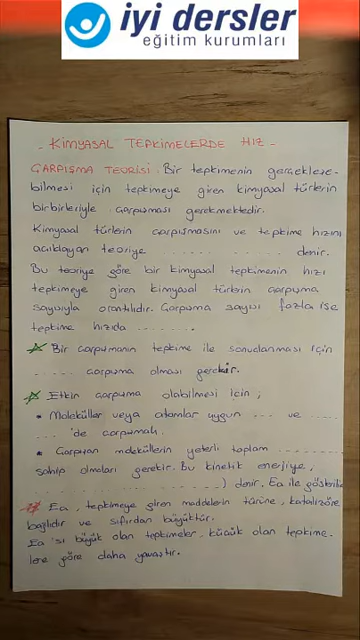 iyi dersler
eğitim kurumları
- KİMYASAL TEPKİMELERDE HIZ -
ÇARPIŞMA TEORİSİ : Bir tepkimenin gerçekleşe-
bilmesi için tepkimeye giren kimyasal türlerin
birbirleriyle çarpışması gerekmektedir.
Kimyasal türlerin çarpışmasını ve tepkime hızını
açıklayan teoriye .................... denir.
Bu teoriye göre bir kimyasal tepkimenin hızı
tepkimeye giren kimyasal türlerin çarpışma
sayısıyla orantılıdır. Çarpışma sayısı fazla ise
tepkime hızıda ........
Bir çarpışmanın tepkime ile sonuçlanması için
...... çarpışma olması gerekir.
Etkin çarpışma olabilmesi için ;
• Moleküller veya atomlar uygun .... ve ....
....'de çarpışmalı.
• Çarpışan moleküllerin yeterli toplam ..........
sahip olmaları gerekir. Bu kinetik enerjiye,
....................) denir. Ea ile gösterilir
Ea , tepkimeye giren maddelerin türüne, katalizöre
bağlıdır ve sıfırdan büyüktür.
Ea 'sı büyük olan tepkimeler, küçük olan tepkime-
lere göre daha yavaştır.